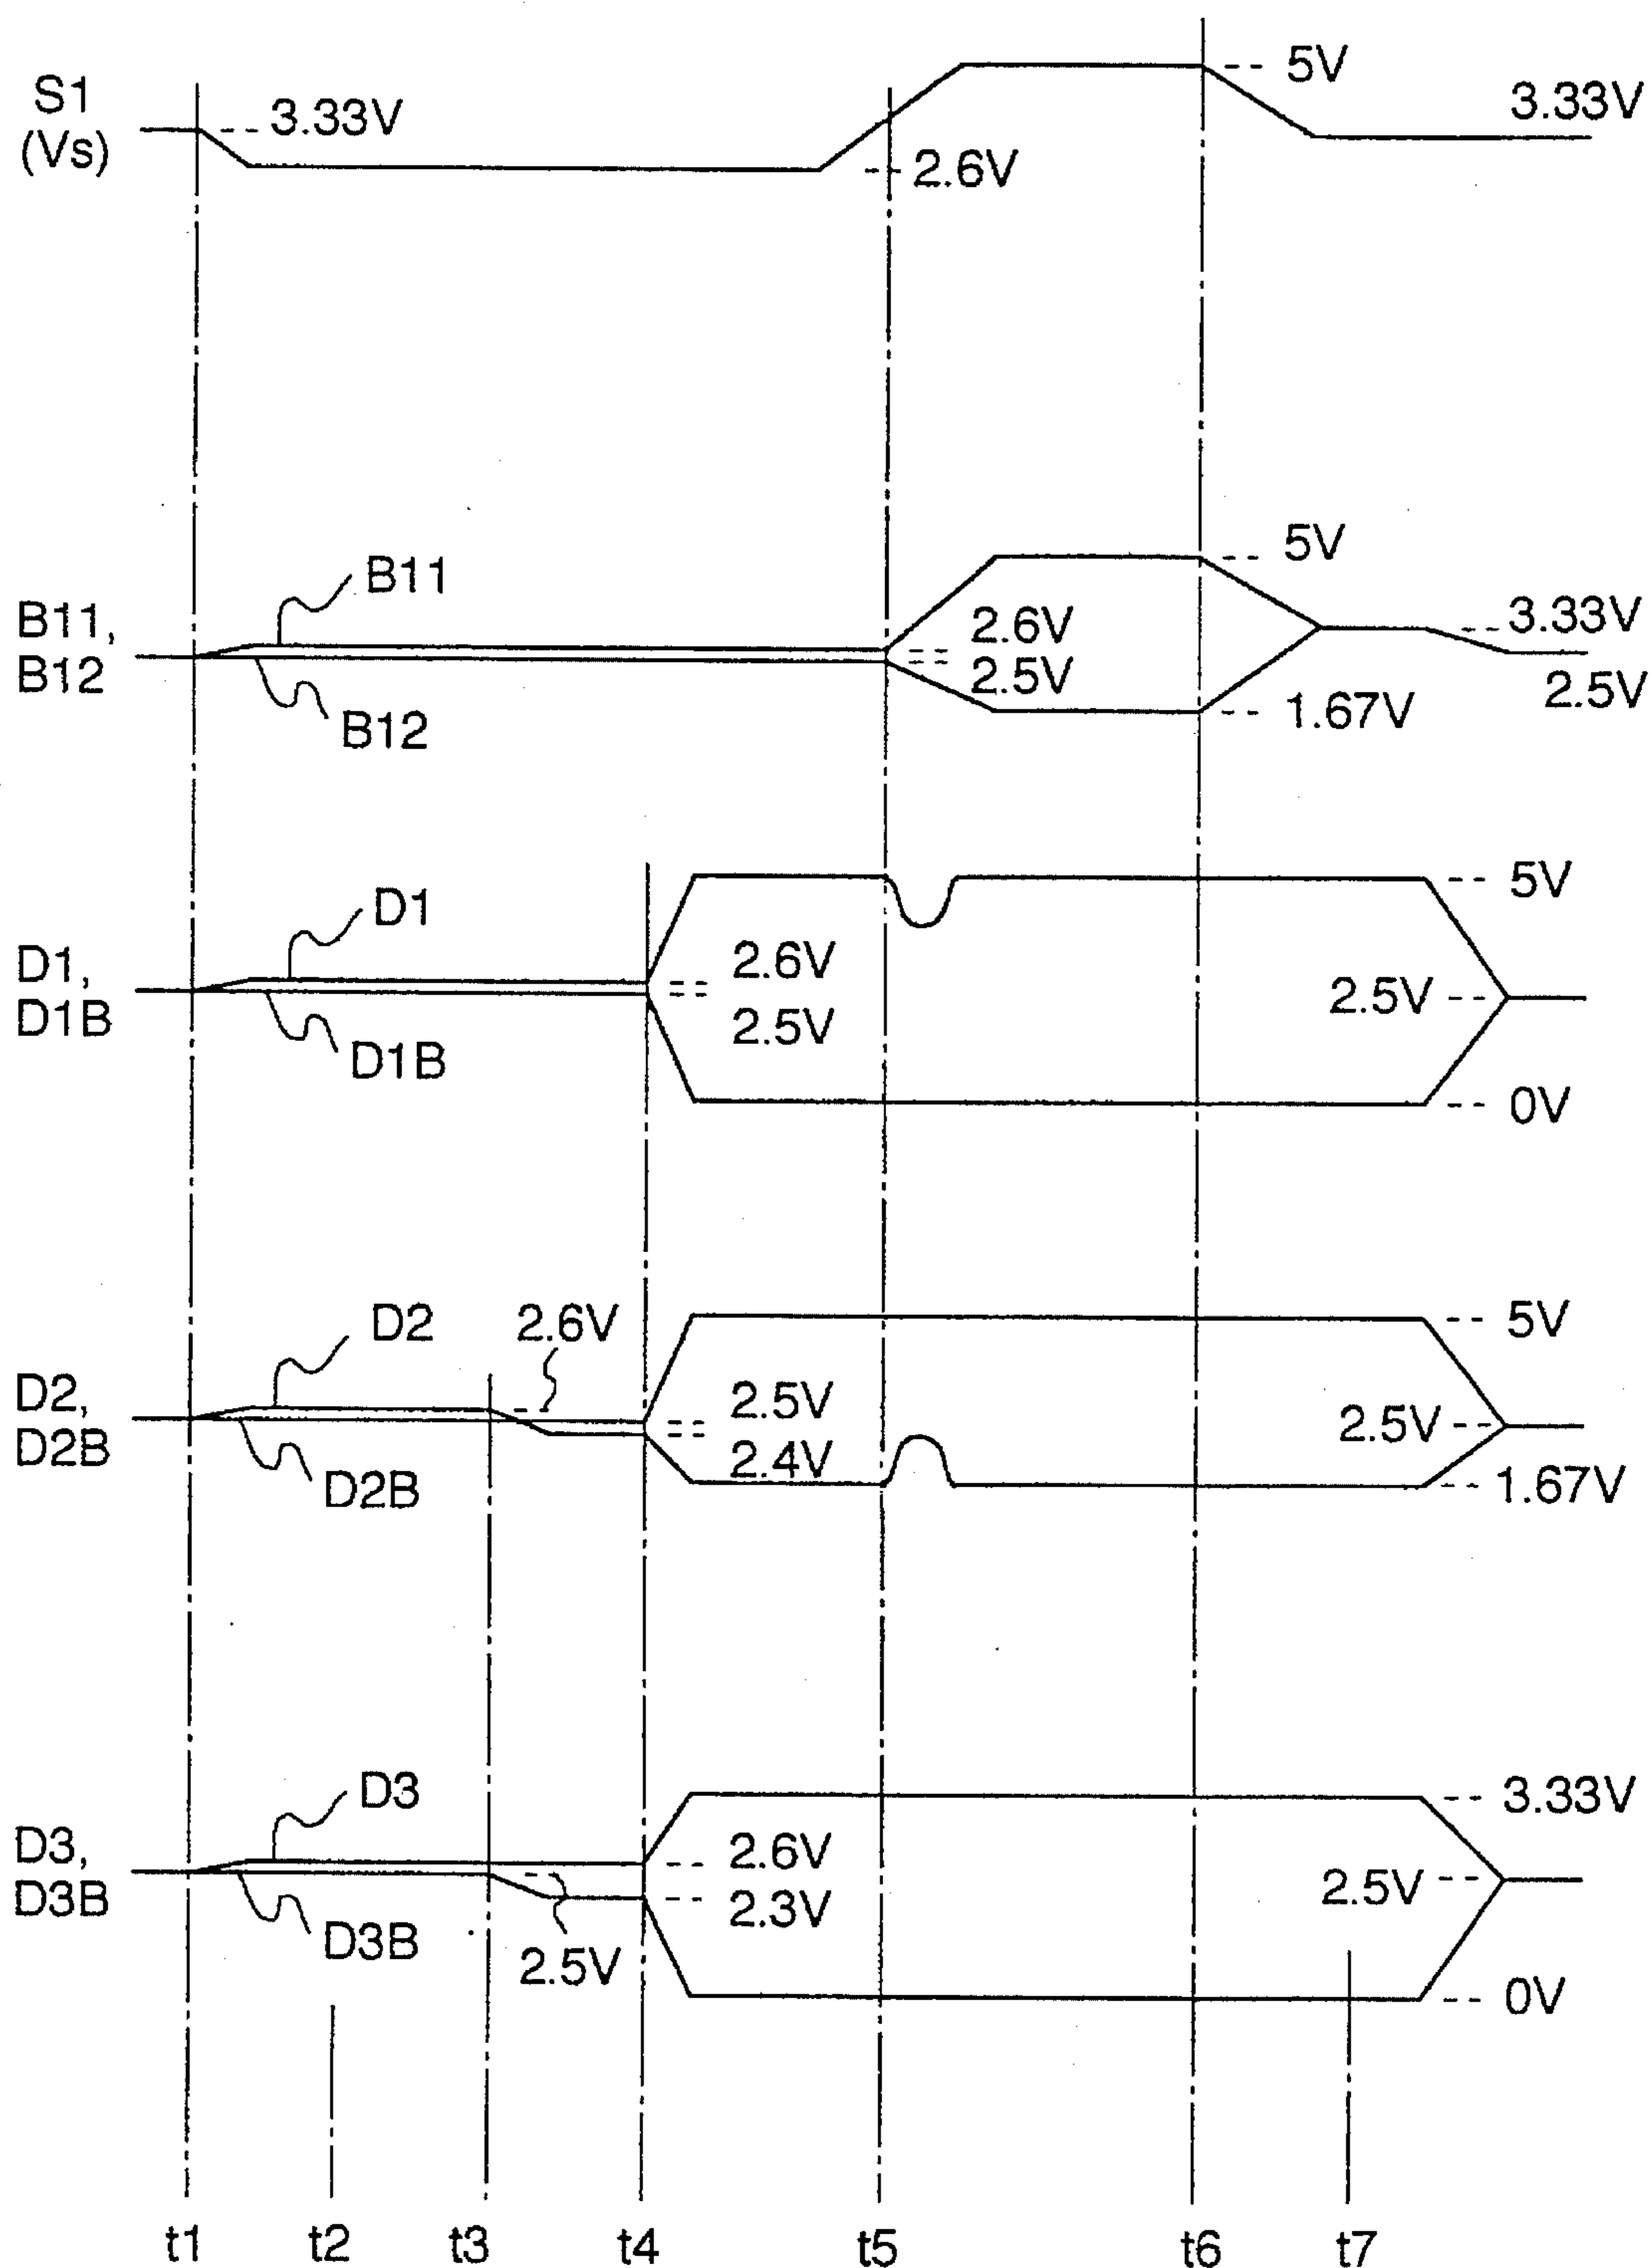 S1
(Vs)
3.33V
2.6V
5V
3.33V
B11,
B12
B11
B12
2.6V
2.5V
5V
1.67V
3.33V
2.5V
D1,
D1B
D1
D1B
2.6V
2.5V
5V
2.5V
0V
D2,
D2B
D2
D2B
2.6V
2.5V
2.4V
5V
2.5V
1.67V
D3,
D3B
D3
D3B
2.5V
2.6V
2.3V
3.33V
2.5V
0V
t1 t2 t3 t4 t5 t6 t7